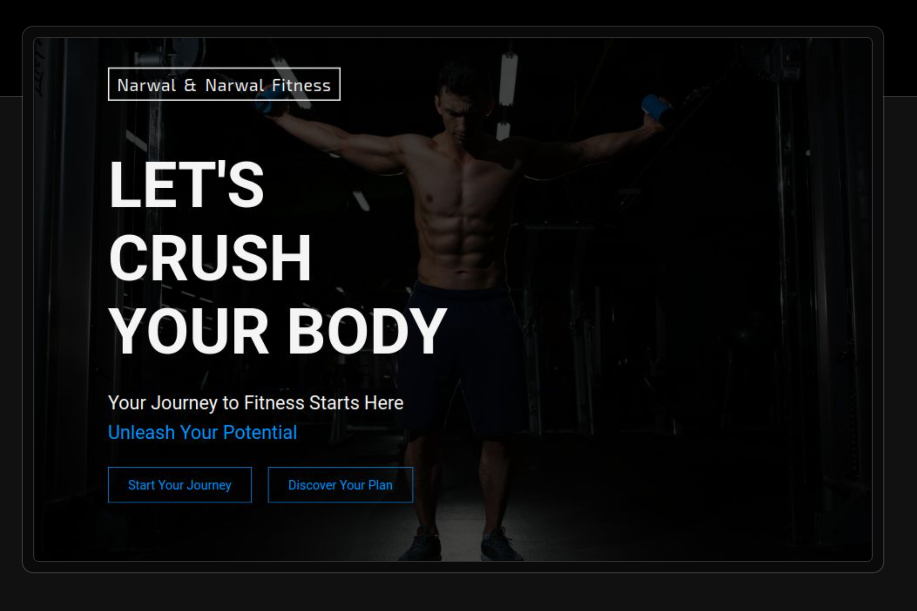 Narwal & Narwal Fitness
LET'S
CRUSH
YOUR BODY
Your Journey to Fitness Starts Here
Unleash Your Potential
Start Your Journey
Discover Your Plan